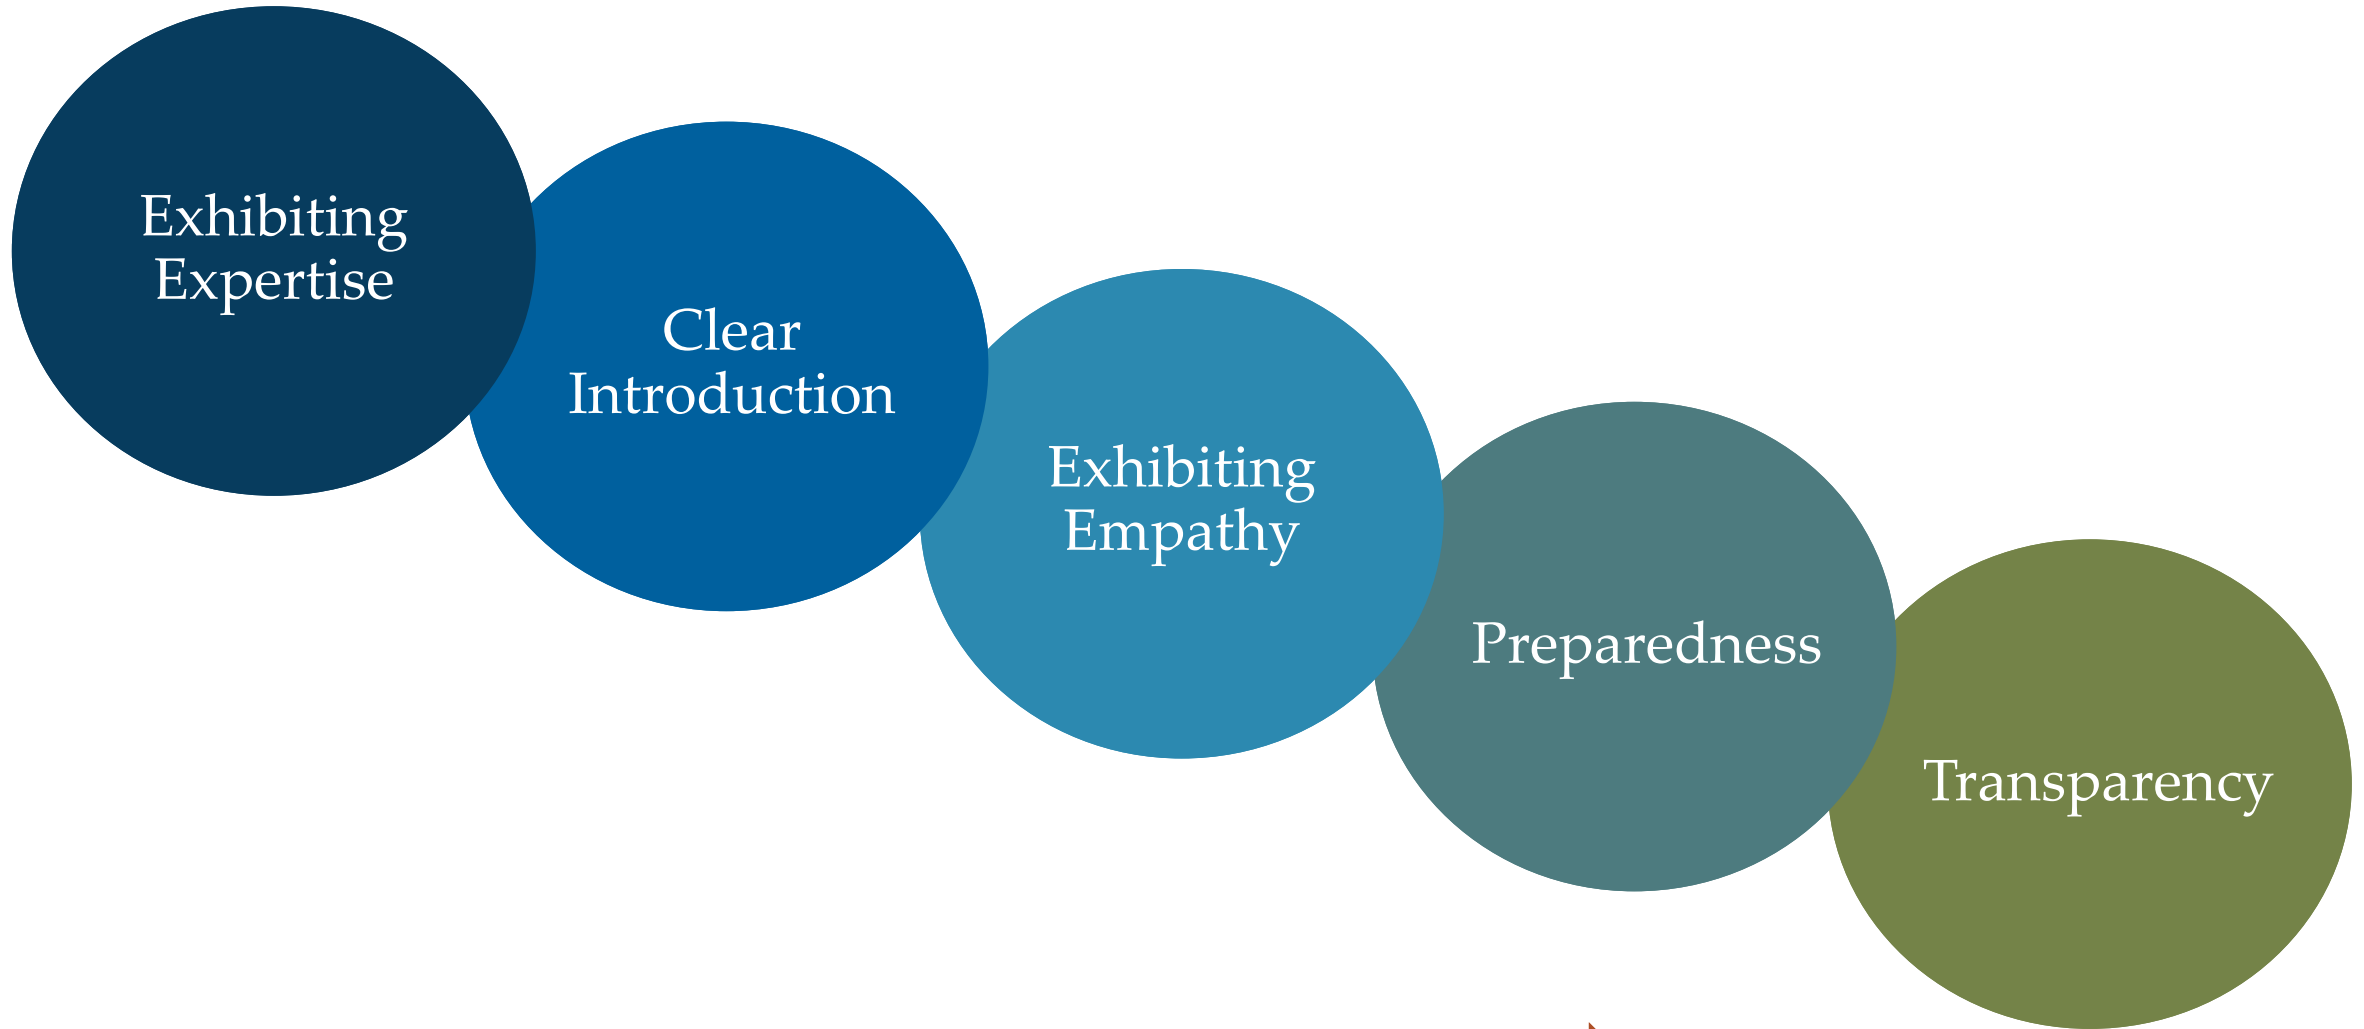 Exhibiting
Expertise
Clear
Introduction
Exhibiting
Empathy
Preparedness
Transparency